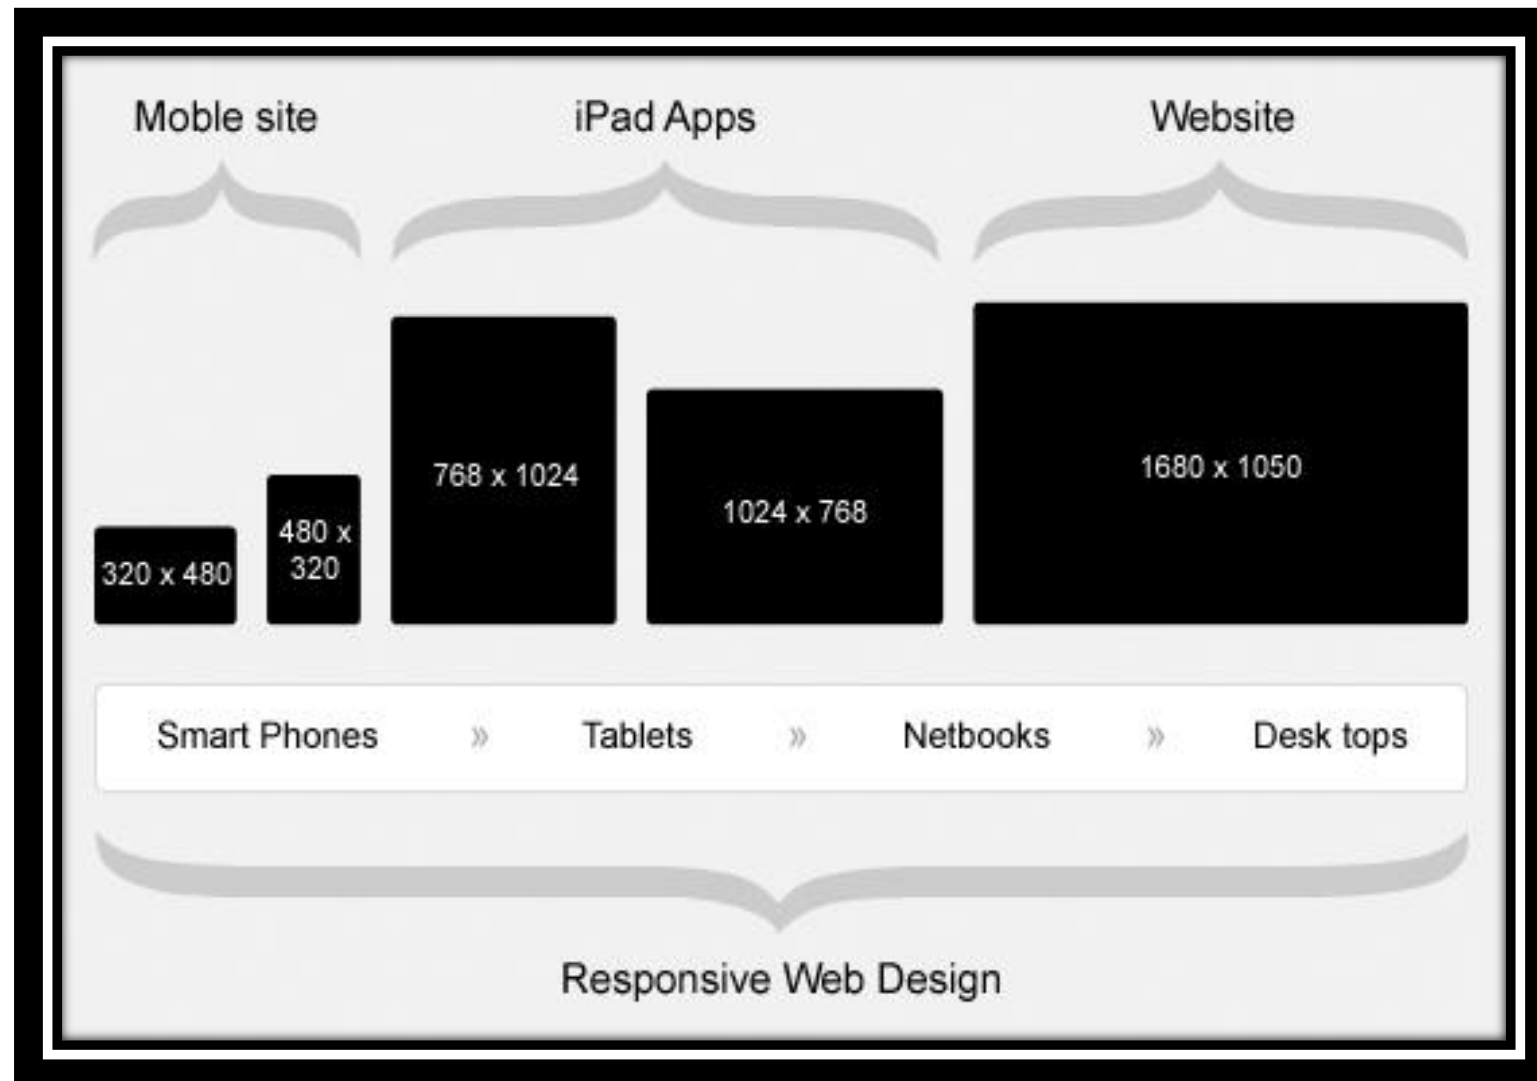 Moble site
iPad Apps
Website
320 x 480
480 x
320
768 x 1024
1024 x 768
1680 x 1050
Smart Phones » Tablets » Netbooks » Desk tops
Responsive Web Design